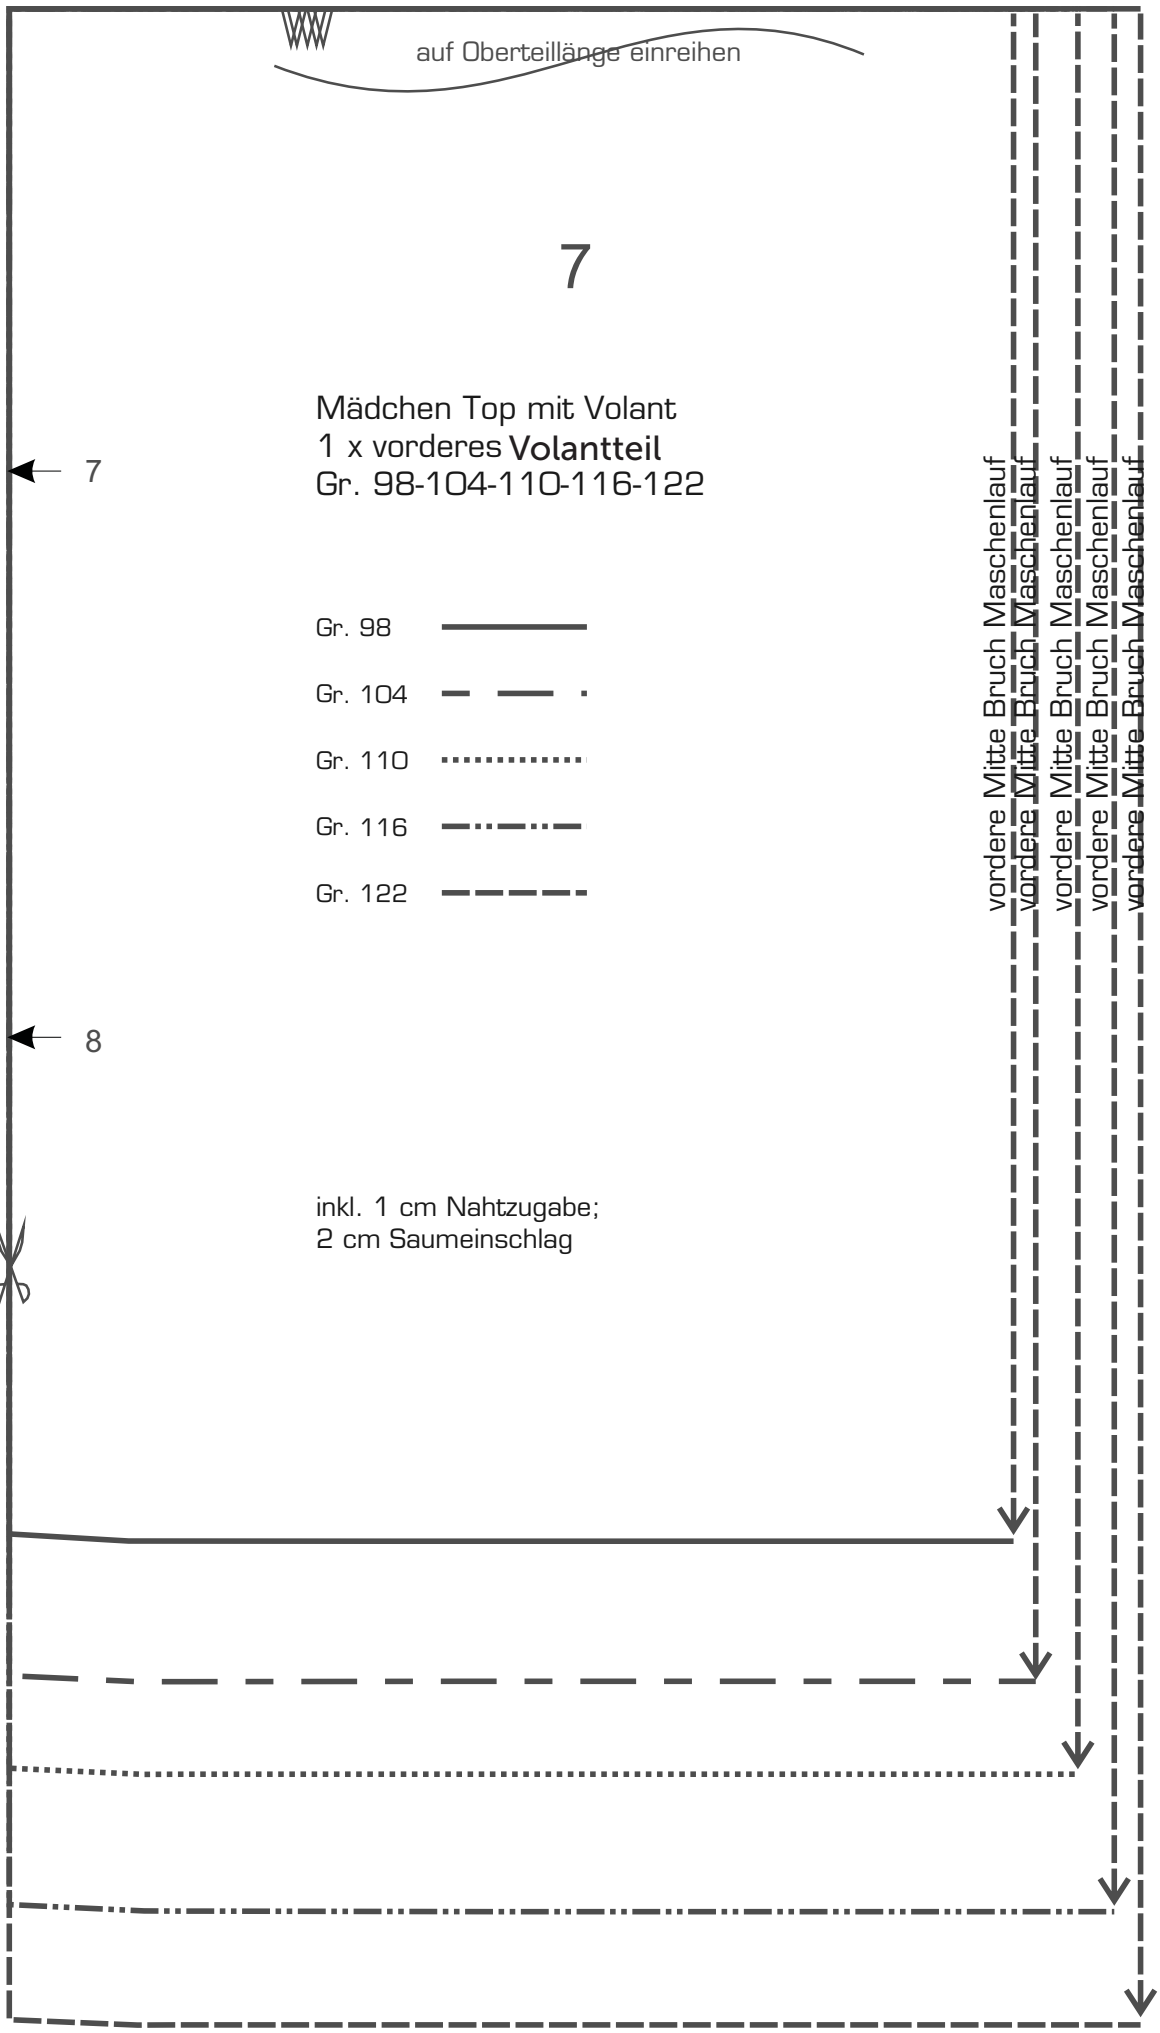 auf Oberteillänge einreihen
7
Mädchen Top mit Volant
1 x vorderes Volantteil
Gr. 98-104-110-116-122
7
Gr. 98
Gr. 104
Gr. 110
Gr. 116
Gr. 122
8
inkl. 1 cm Nahtzugabe;
2 cm Saumeinschlag
vordere Mitte Bruch Maschenlauf
vordere Mitte Bruch Maschenlauf
vordere Mitte Bruch Maschenlauf
vordere Mitte Bruch Maschenlauf
vordere Mitte Bruch Maschenlauf